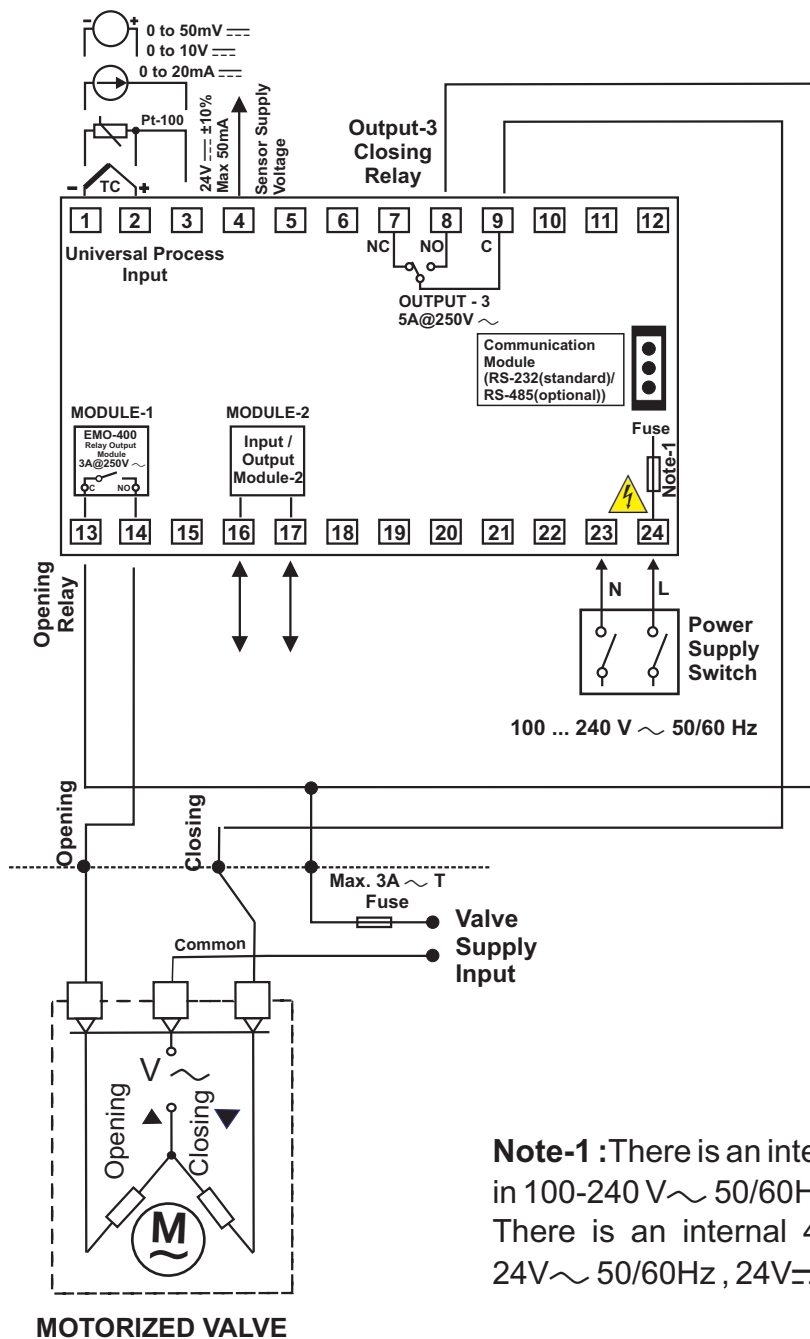 - +
0 to 50mV
0 to 10V
0 to 20mA
Pt-100
- TC +
24V ±10%
Max 50mA
Sensor Supply
Voltage
Output-3
Closing
Relay
1 2 3 4 5 6 7 8 9 10 11 12
Universal Process
Input
NC NO C
OUTPUT - 3
5A@250V ～
Communication
Module
(RS-232(standard)/
RS-485(optional))
Fuse
Note-1
MODULE-1
EMO-400
Relay Output
Module
3A@250V ～
C NO
MODULE-2
Input /
Output
Module-2
13 14 15 16 17 18 19 20 21 22 23 24
Opening
Relay
N L
Power
Supply
Switch
100 ... 240 V ～ 50/60 Hz
Opening
Closing
Max. 3A ～ T
Fuse
Valve
Supply
Input
Common
V ～
Opening
Closing
M
～
Note-1 :There is an inte
in 100-240 V～ 50/60H
There is an internal 4
24V～ 50/60Hz , 24V
MOTORIZED VALVE